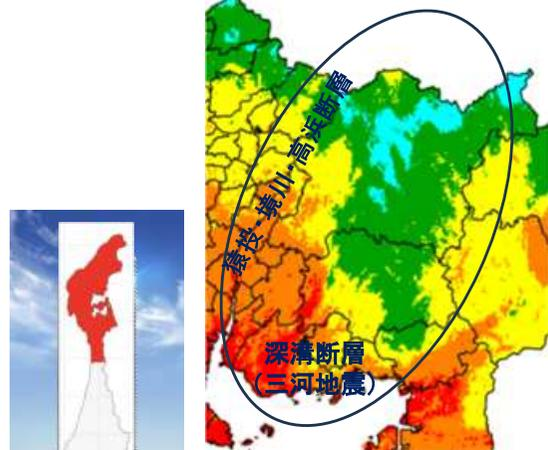 猿投・境川・高浜断層
深溝断層
（三河地震）